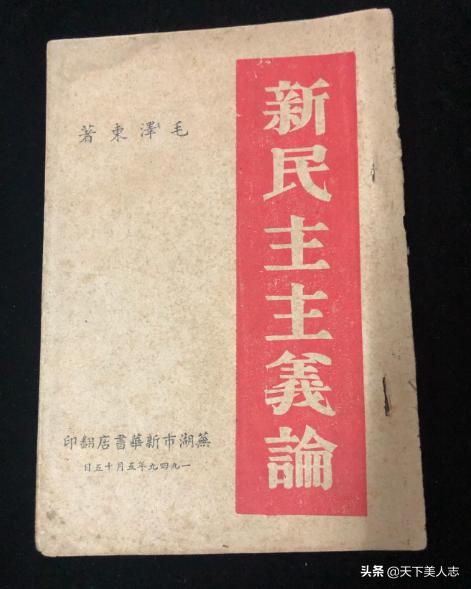 新民主主義論
毛澤東著
蕪湖市新華書店翻印
一九四九年五月十五日
头条 @天下美人志